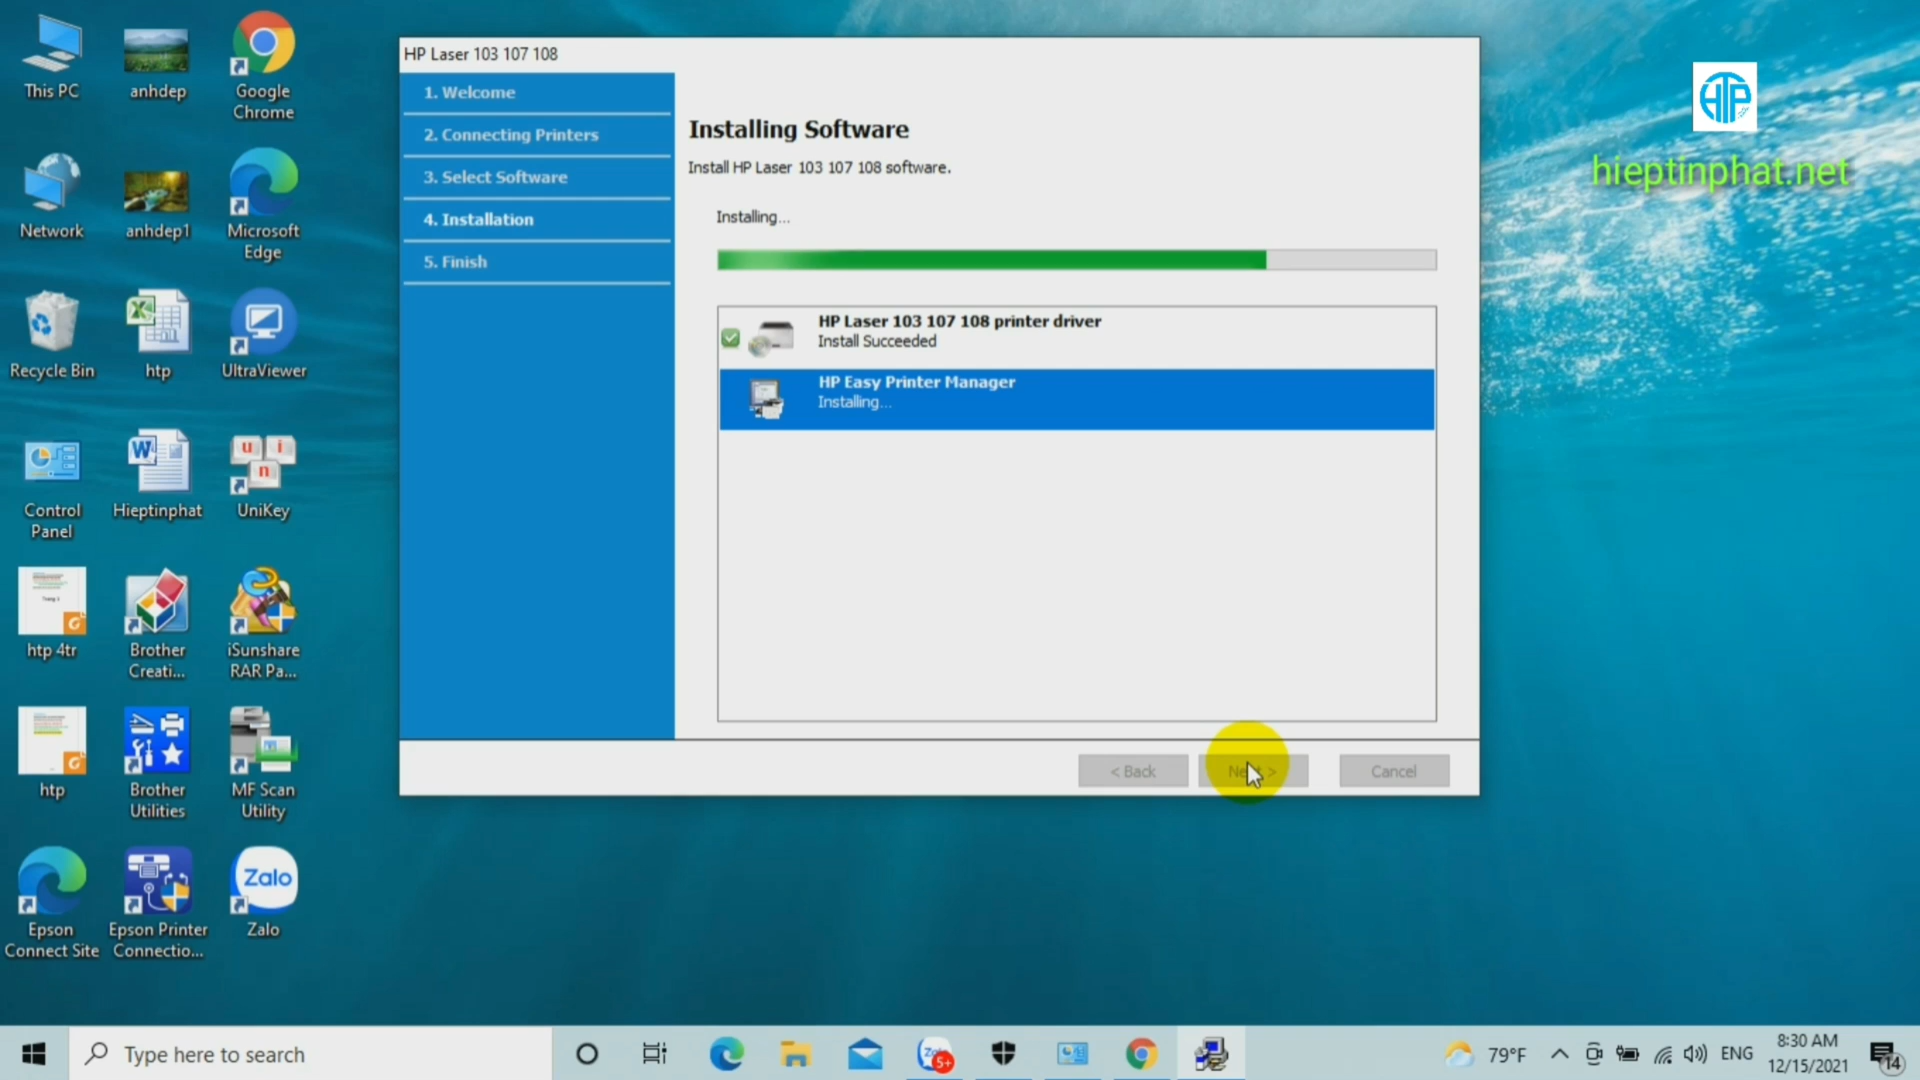 This PC
anhdep
Google
Chrome
Network
anhdep1
Microsoft
Edge
Recycle Bin
htp
UltraViewer
Control
Panel
Hieptinphat
UniKey
htp 4tr
Brother
Creati...
iSunshare
RAR Pa...
htp
Brother
Utilities
MF Scan
Utility
Epson
Connect Site
Epson Printer
Connectio...
Zalo
Zalo
u i
n
HP Laser 103 107 108
1. Welcome
2. Connecting Printers
3. Select Software
4. Installation
5. Finish
Installing Software
Install HP Laser 103 107 108 software.
Installing...
HP Laser 103 107 108 printer driver
Install Succeeded
HP Easy Printer Manager
Installing...
< Back
Cancel
HTP
hieptinphat.net
Type here to search
5+
79°F
ENG
8:30 AM
12/15/2021
14